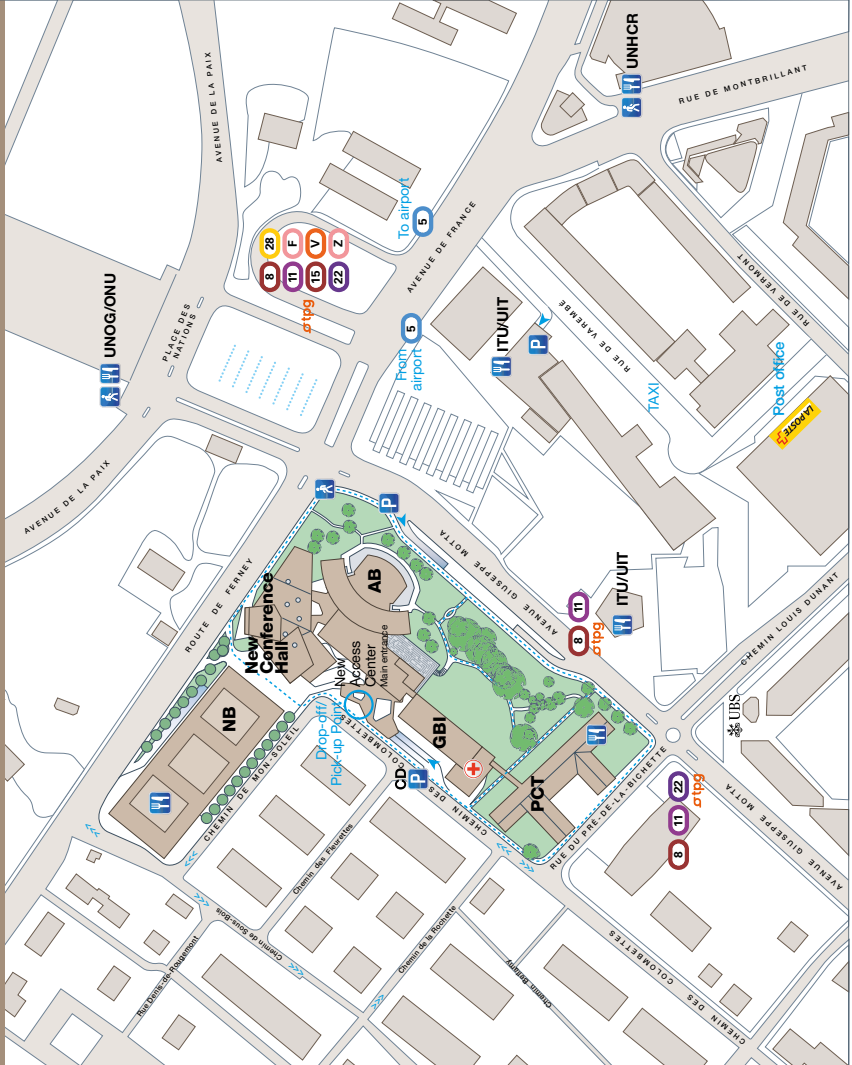 UNHCR
RUE DE MONTBRILLANT
AVENUE DE LA PAIX
To airport
5
8
28
11
F
15
V
22
Z
tpg
AVENUE DE FRANCE
RUE DE VERMONT
UNOG/ONU
PLACE DES
NATIONS
From
airport
5
ITU/UIT
P
RUE DE VAREMBÉ
TAXI
Post office
LA POSTE
AVENUE DE LA PAIX
P
ROUTE DE FERNEY
New
Conference
Hall
AB
AVENUE GIUSEPPE MOTTA
8
11
tpg
ITU/UIT
CHEMIN LOUIS DUNANT
New
Access
Center
Main entrance
Drop-off/
Pick-up Point
NB
GBI
CD
P
PCT
UBS
CHEMIN DE MON-SOLEIL
CHEMIN DES COLOMBETTES
RUE DU PRÉ-DE-LA-BICHETTE
8
11
22
tpg
AVENUE GIUSEPPE MOTTA
Chemin des Fleurettes
Chemin de Sous-Bois
Rue Denis-de-Rougemont
Chemin de la Rochette
Chemin Bellamy
CHEMIN DES COLOMBETTES